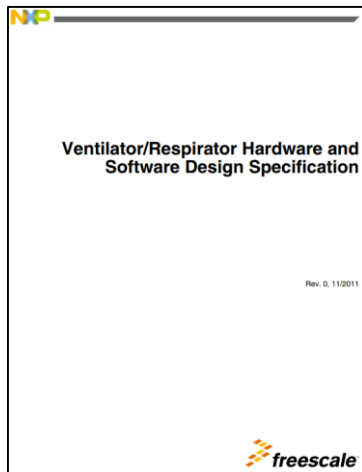 NXP
Ventilator/Respirator Hardware and
Software Design Specification
Rev. 0, 11/2011
freescale